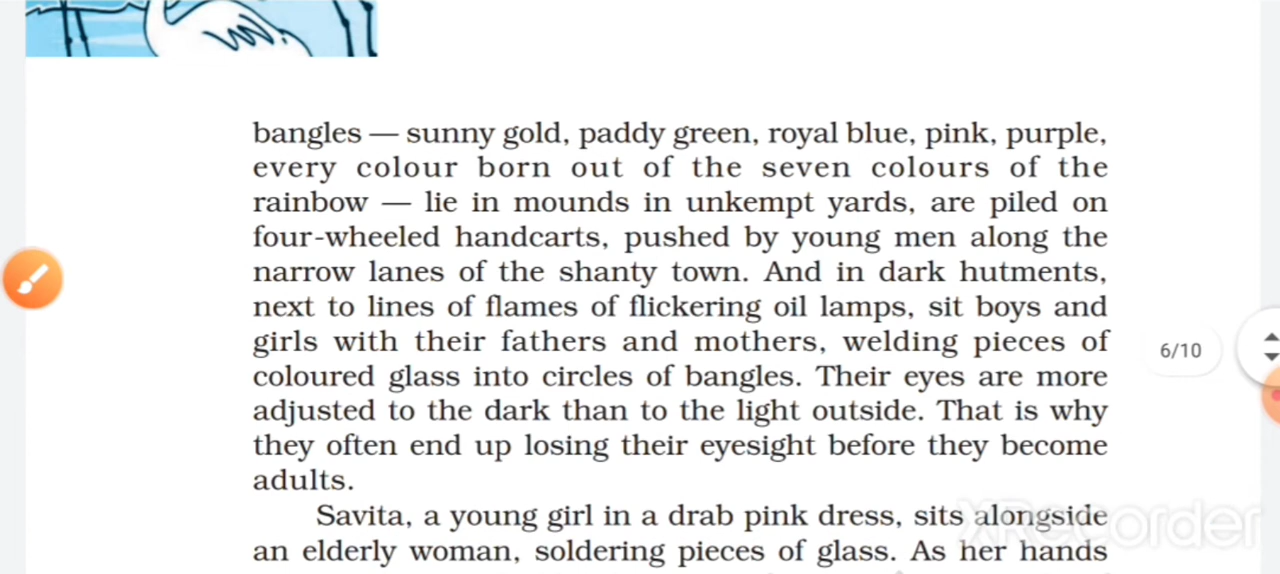 bangles — sunny gold, paddy green, royal blue, pink, purple,
every colour born out of the seven colours of the
rainbow — lie in mounds in unkempt yards, are piled on
four-wheeled handcarts, pushed by young men along the
narrow lanes of the shanty town. And in dark hutments,
next to lines of flames of flickering oil lamps, sit boys and
girls with their fathers and mothers, welding pieces of
coloured glass into circles of bangles. Their eyes are more
adjusted to the dark than to the light outside. That is why
they often end up losing their eyesight before they become
adults.
Savita, a young girl in a drab pink dress, sits alongside
an elderly woman, soldering pieces of glass. As her hands
6/10
XRecorder